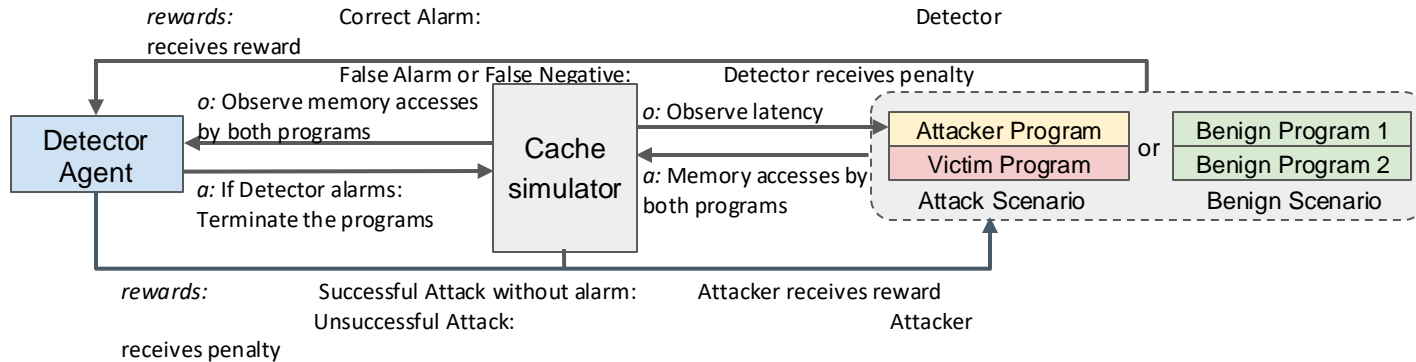 rewards: Correct Alarm: Detector
receives reward
False Alarm or False Negative: Detector receives penalty
o: Observe memory accesses
by both programs
Detector
Agent
a: If Detector alarms:
Terminate the programs
Cache
simulator
o: Observe latency
a: Memory accesses by
both programs
Attacker Program
Victim Program
Attack Scenario
or
Benign Program 1
Benign Program 2
Benign Scenario
rewards: Successful Attack without alarm: Attacker receives reward
Unsuccessful Attack: Attacker
receives penalty